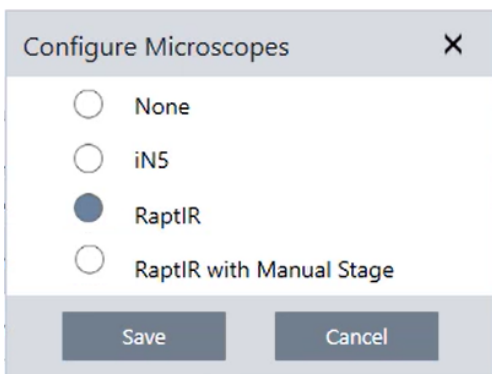 Configure Microscopes
None
iN5
RaptIR
RaptIR with Manual Stage
Save Cancel